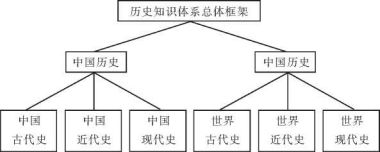 历史知识体系总体框架
中国历史
中国历史
中国
古代史
中国
近代史
中国
现代史
世界
古代史
世界
近代史
世界
现代史